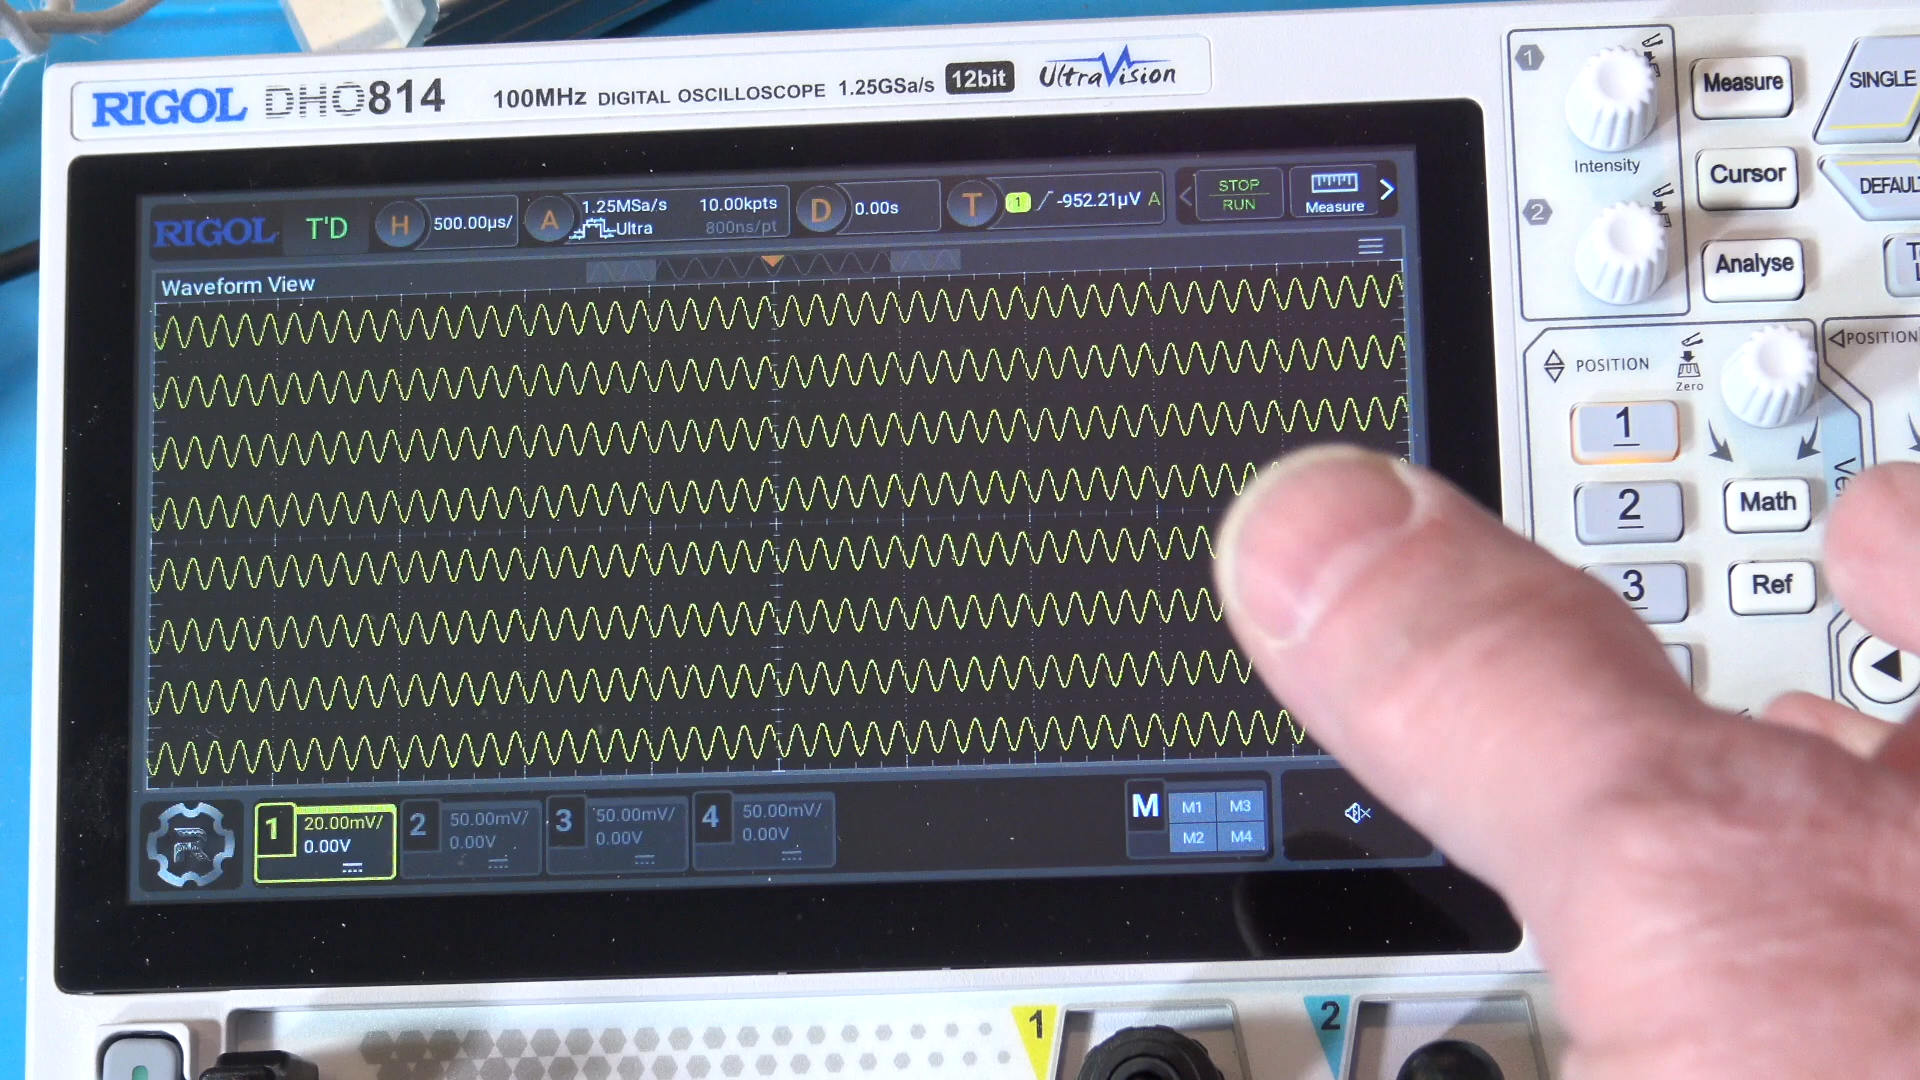 RIGOL DHO814 100MHz DIGITAL OSCILLOSCOPE 1.25GSa/s 12bit UltraVision
RIGOL T'D H 500.00μs/ A 1.25MSa/s 10.00kpts D 0.00s T 1 -952.21μV A STOP RUN Measure
Ultra 800ns/pt
Waveform View
1 20.00mV/ 2 50.00mV/ 3 50.00mV/ 4 50.00mV/ M M1 M3
0.00V 0.00V 0.00V 0.00V M2 M4
1 Measure SINGLE
Intensity
2 Cursor
Analyse
POSITION Zero POSITION
1
2 Math
3 Ref
1 2